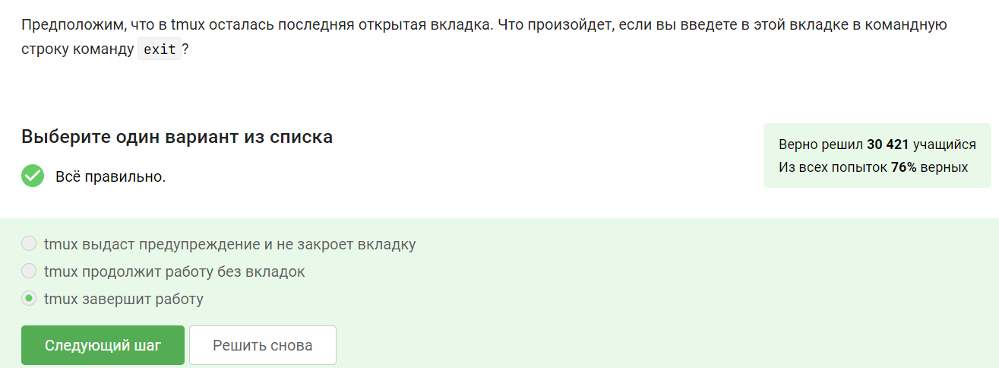 Предположим, что в tmux осталась последняя открытая вкладка. Что произойдет, если вы введете в этой вкладке в командную
строку команду exit?
Выберите один вариант из списка
Всё правильно.
Верно решил 30 421 учащийся
Из всех попыток 76% верных
tmux выдаст предупреждение и не закроет вкладку
tmux продолжит работу без вкладок
tmux завершит работу
Следующий шаг
Решить снова